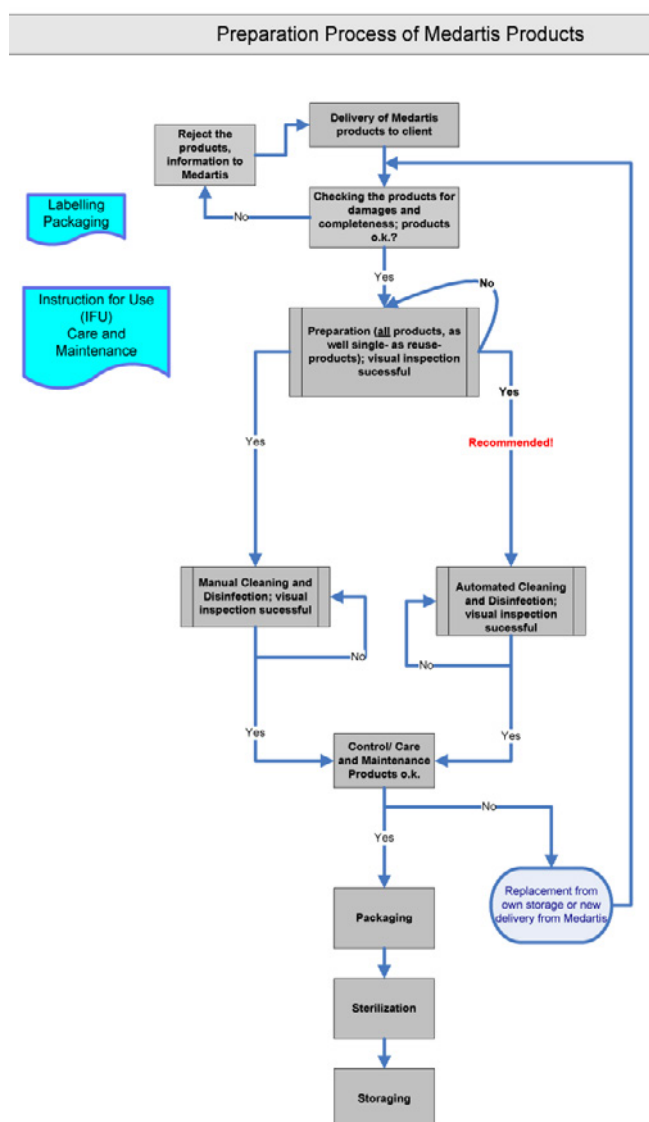 Preparation Process of Medartis Products
Delivery of Medartis
products to client
Reject the
products,
information to
Medartis
Labelling
Packaging
No
Checking the products for
damages and
completeness; products
o.k.?
Yes
No
Instruction for Use
(IFU)
Care and
Maintenance
Preparation (all products, as
well single- as reuse-
products); visual inspection
sucessful
Yes
Yes
Recommended!
Manual Cleaning and
Disinfection; visual
inspection sucessful
Automated Cleaning
and Disinfection;
visual inspection
sucessful
No
No
Yes
Yes
Control/ Care
and Maintenance
Products o.k.
No
Yes
Replacement from
own storage or new
delivery from Medartis
Packaging
Sterilization
Storaging